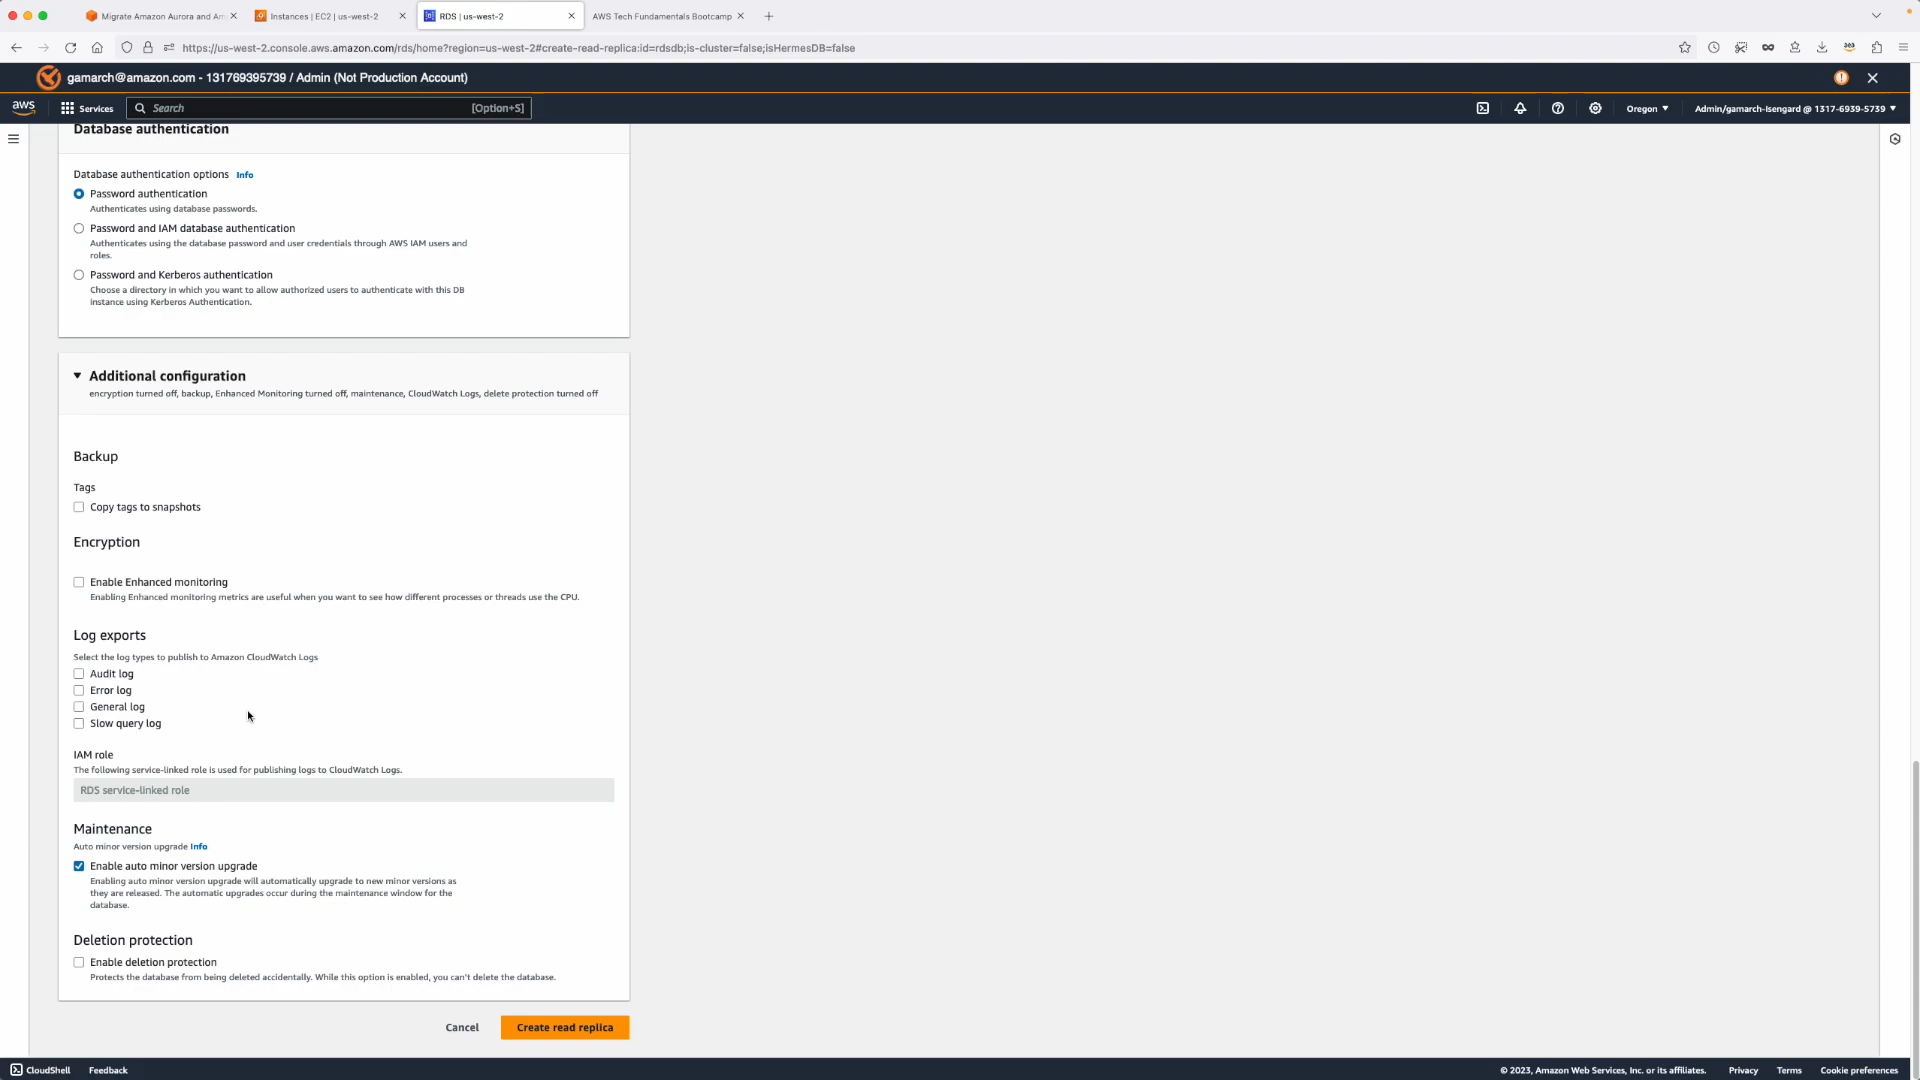 Migrate Amazon Aurora and Am
Instances | EC2 | us-west-2
RDS | us-west-2
AWS Tech Fundamentals Bootcamp
https://us-west-2.console.aws.amazon.com/rds/home?region=us-west-2#create-read-replica:id=rdsdb;is-cluster=false;isHermesDB=false
gamarch@amazon.com - 131769395739 / Admin (Not Production Account)
aws
Services
Search
[Option+S]
Oregon
Admin/gamarch-Isengard @ 1317-6939-5739
Database authentication
Database authentication options Info
Password authentication
Authenticates using database passwords.
Password and IAM database authentication
Authenticates using the database password and user credentials through AWS IAM users and
roles.
Password and Kerberos authentication
Choose a directory in which you want to allow authorized users to authenticate with this DB
instance using Kerberos Authentication.
Additional configuration
encryption turned off, backup, Enhanced Monitoring turned off, maintenance, CloudWatch Logs, delete protection turned off
Backup
Tags
Copy tags to snapshots
Encryption
Enable Enhanced monitoring
Enabling Enhanced monitoring metrics are useful when you want to see how different processes or threads use the CPU.
Log exports
Select the log types to publish to Amazon CloudWatch Logs
Audit log
Error log
General log
Slow query log
IAM role
The following service-linked role is used for publishing logs to CloudWatch Logs.
RDS service-linked role
Maintenance
Auto minor version upgrade Info
Enable auto minor version upgrade
Enabling auto minor version upgrade will automatically upgrade to new minor versions as
they are released. The automatic upgrades occur during the maintenance window for the
database.
Deletion protection
Enable deletion protection
Protects the database from being deleted accidentally. While this option is enabled, you can't delete the database.
Cancel
Create read replica
CloudShell
Feedback
© 2023, Amazon Web Services, Inc. or its affiliates.
Privacy
Terms
Cookie preferences